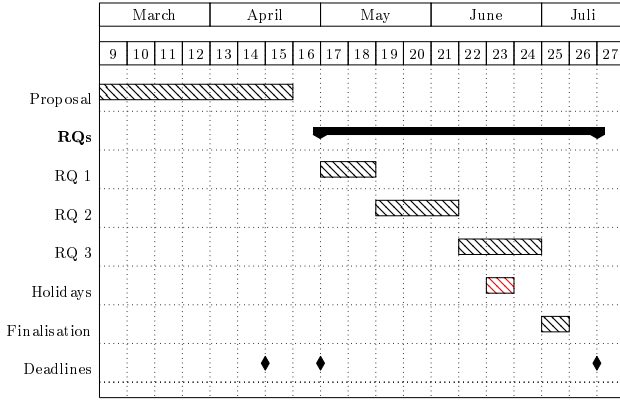 March April May June Juli
9 10 11 12 13 14 15 16 17 18 19 20 21 22 23 24 25 26 27
Proposal
RQs
RQ 1
RQ 2
RQ 3
Holidays
Finalisation
Deadlines